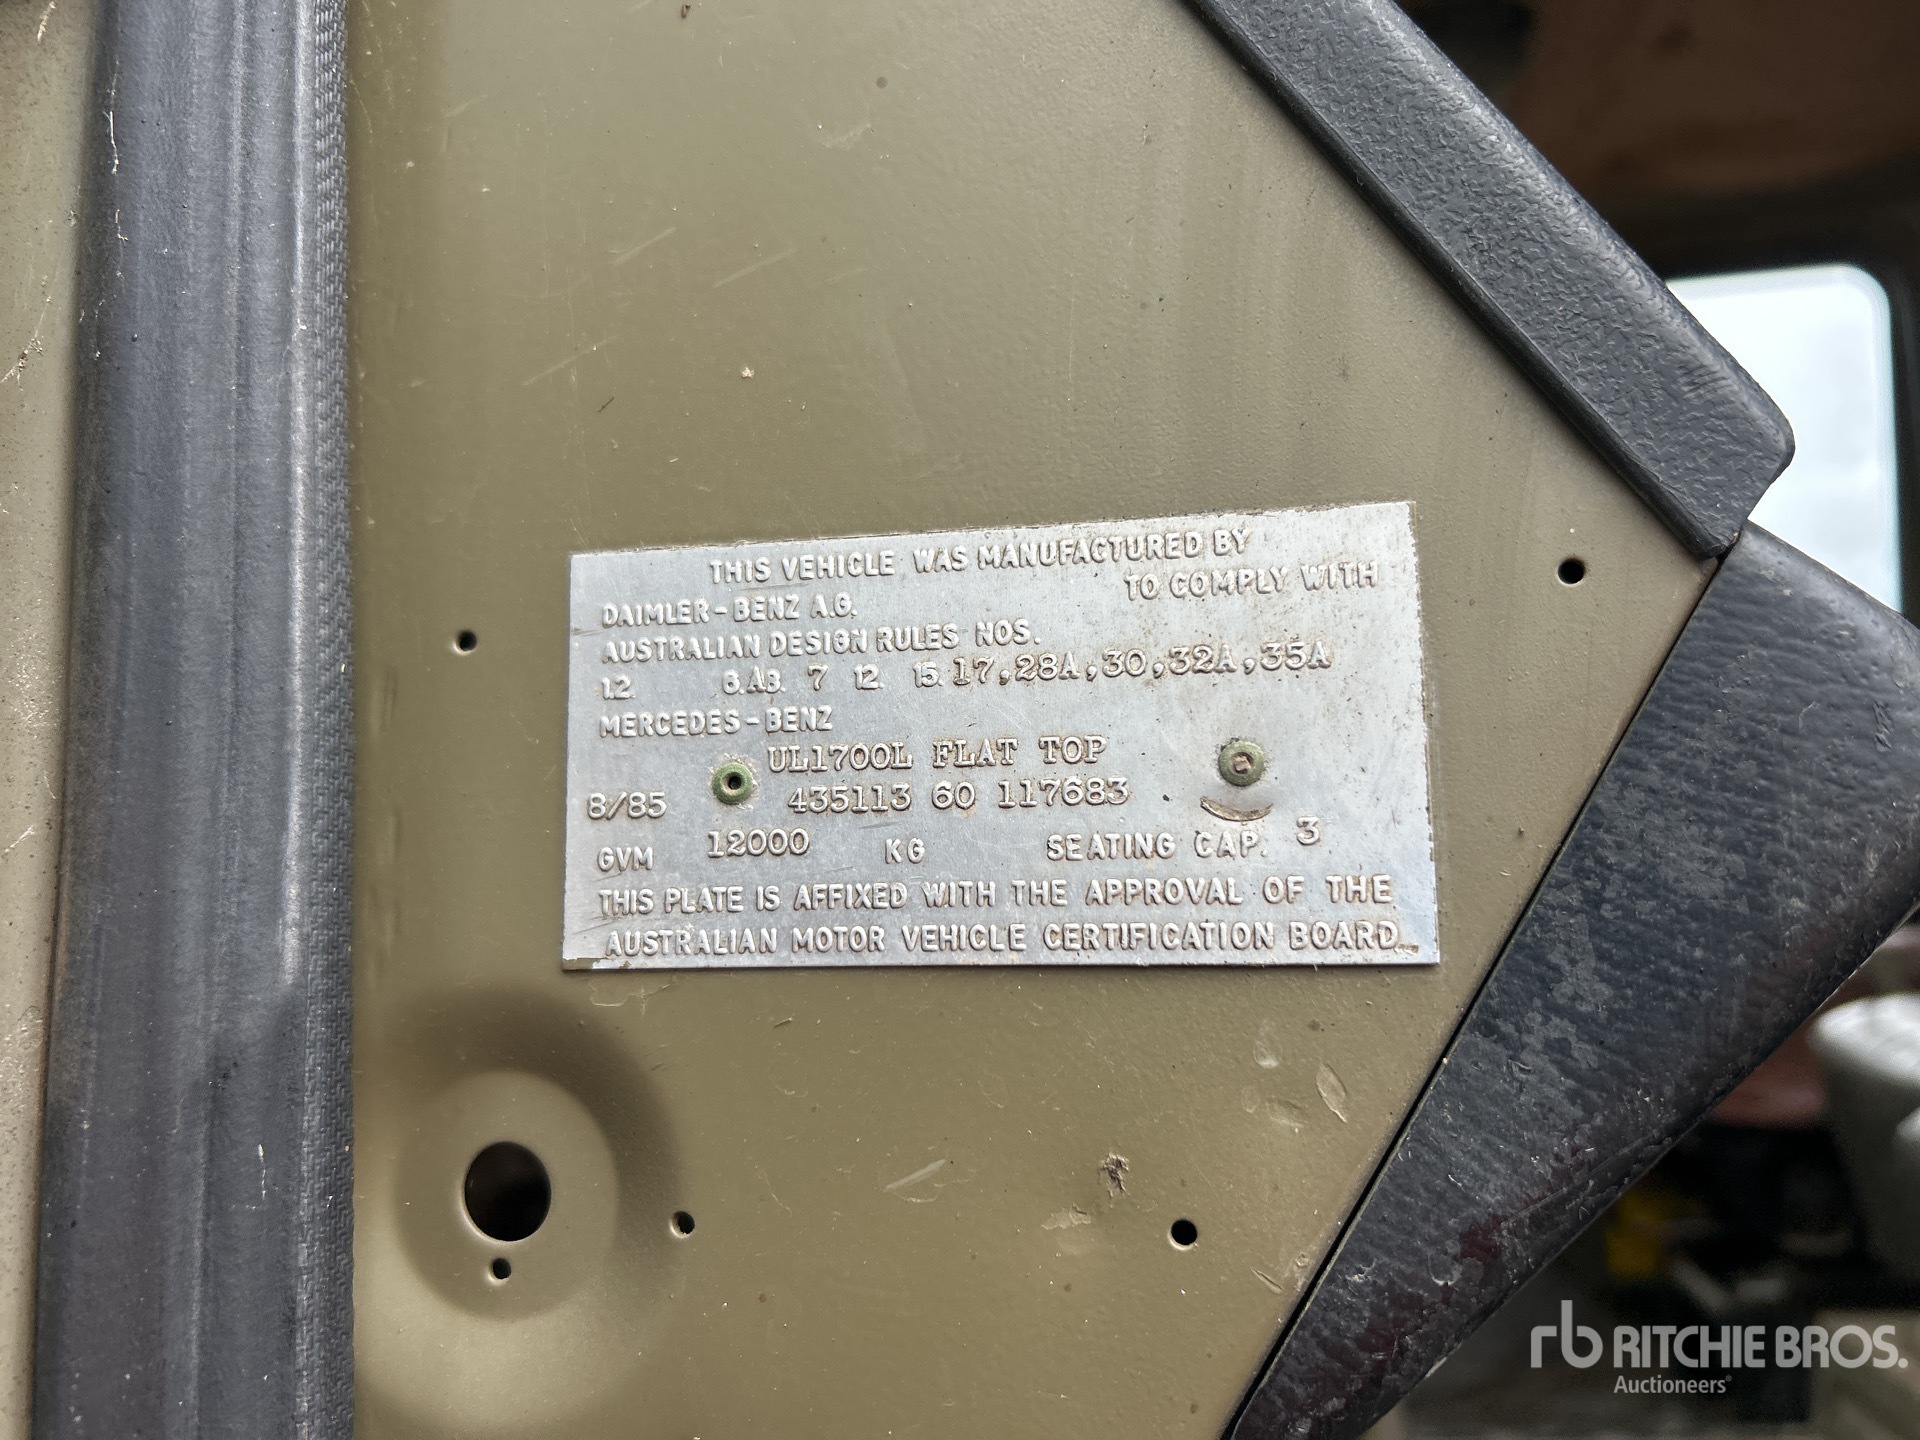 THIS VEHICLE WAS MANUFACTURED BY
DAIMLER-BENZ A.G. TO COMPLY WITH
AUSTRALIAN DESIGN RULES NOS.
1.2. 6.AB. 7 12. 15. 17,28A,30,32A,35A
MERCEDES-BENZ
UL1700L FLAT TOP
8/85 435113 60 117683
GVM 12000 KG SEATING CAP. 3
THIS PLATE IS AFFIXED WITH THE APPROVAL OF THE
AUSTRALIAN MOTOR VEHICLE CERTIFICATION BOARD
rb RITCHIE BROS.
Auctioneers